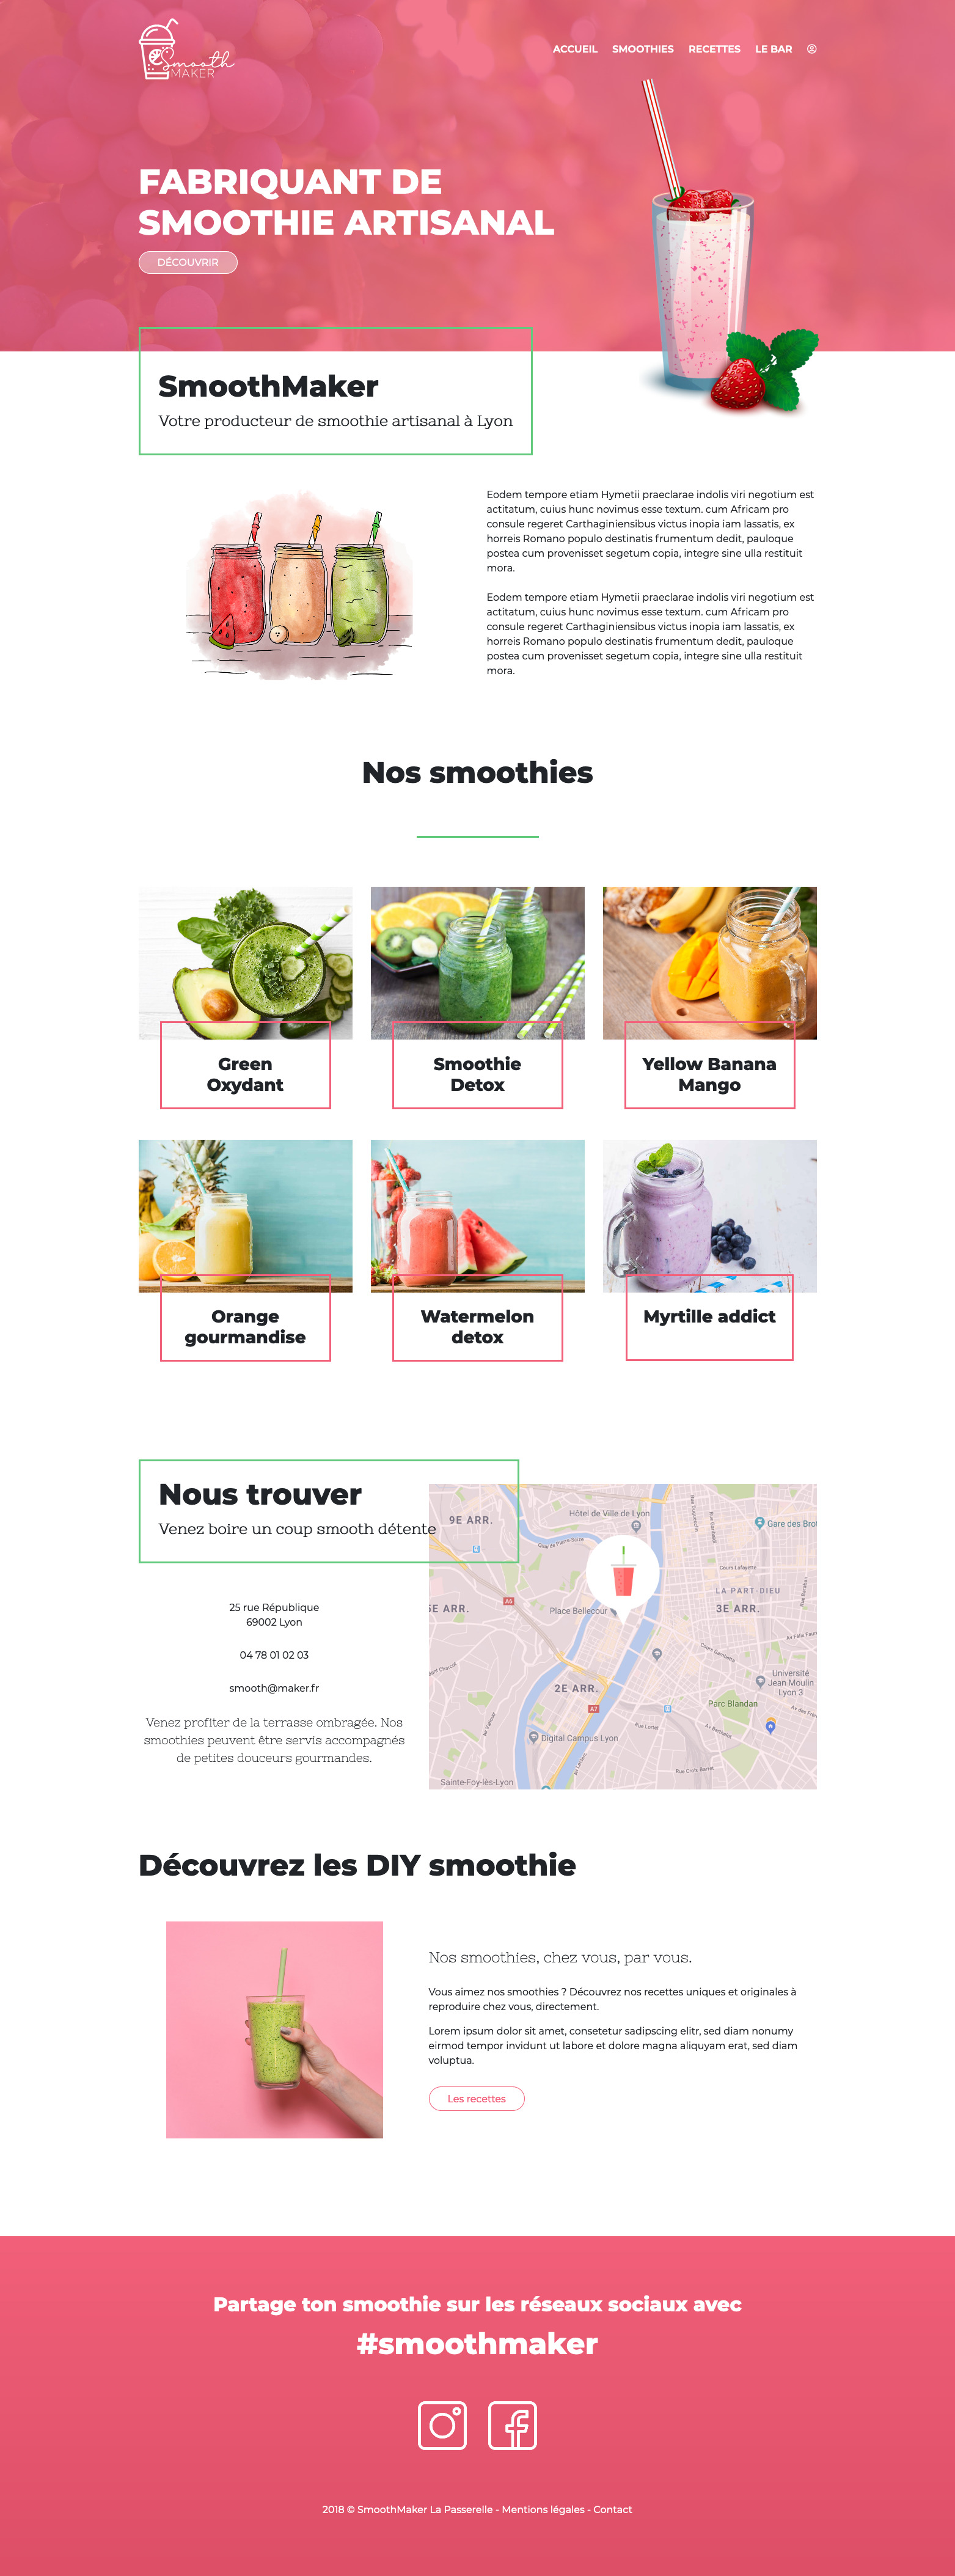 Smooth
MAKER
ACCUEIL SMOOTHIES RECETTES LE BAR
FABRIQUANT DE
SMOOTHIE ARTISANAL
DÉCOUVRIR
SmoothMaker
Votre producteur de smoothie artisanal à Lyon
Eodem tempore etiam Hymetii praeclarae indolis viri negotium est
actitatum, cuius hunc novimus esse textum. cum Africam pro
consule regeret Carthaginiensibus victus inopia iam lassatis, ex
horreis Romano populo destinatis frumentum dedit, pauloque
postea cum provenisset segetum copia, integre sine ulla restituit
mora.
Eodem tempore etiam Hymetii praeclarae indolis viri negotium est
actitatum, cuius hunc novimus esse textum. cum Africam pro
consule regeret Carthaginiensibus victus inopia iam lassatis, ex
horreis Romano populo destinatis frumentum dedit, pauloque
postea cum provenisset segetum copia, integre sine ulla restituit
mora.
Nos smoothies
Green
Oxydant
Smoothie
Detox
Yellow Banana
Mango
Orange
gourmandise
Watermelon
detox
Myrtille addict
Nous trouver
Venez boire un coup smooth détente
25 rue République
69002 Lyon
04 78 01 02 03
smooth@maker.fr
Venez profiter de la terrasse ombragée. Nos
smoothies peuvent être servis accompagnés
de petites douceurs gourmandes.
9E ARR.
Hôtel de Ville de Lyon
Gare des Brot
Cours Lafayette
LA PART-DIEU
A6
5E ARR.
Place Bellecour
3E ARR.
Université
Jean Moulin
Lyon 3
2E ARR.
A7
Parc Blandan
Digital Campus Lyon
Rue Croix Barret
Sainte-Foy-lès-Lyon
Découvrez les DIY smoothie
Nos smoothies, chez vous, par vous.
Vous aimez nos smoothies ? Découvrez nos recettes uniques et originales à
reproduire chez vous, directement.
Lorem ipsum dolor sit amet, consetetur sadipscing elitr, sed diam nonumy
eirmod tempor invidunt ut labore et dolore magna aliquyam erat, sed diam
voluptua.
Les recettes
Partage ton smoothie sur les réseaux sociaux avec
#smoothmaker
2018 © SmoothMaker La Passerelle - Mentions légales - Contact